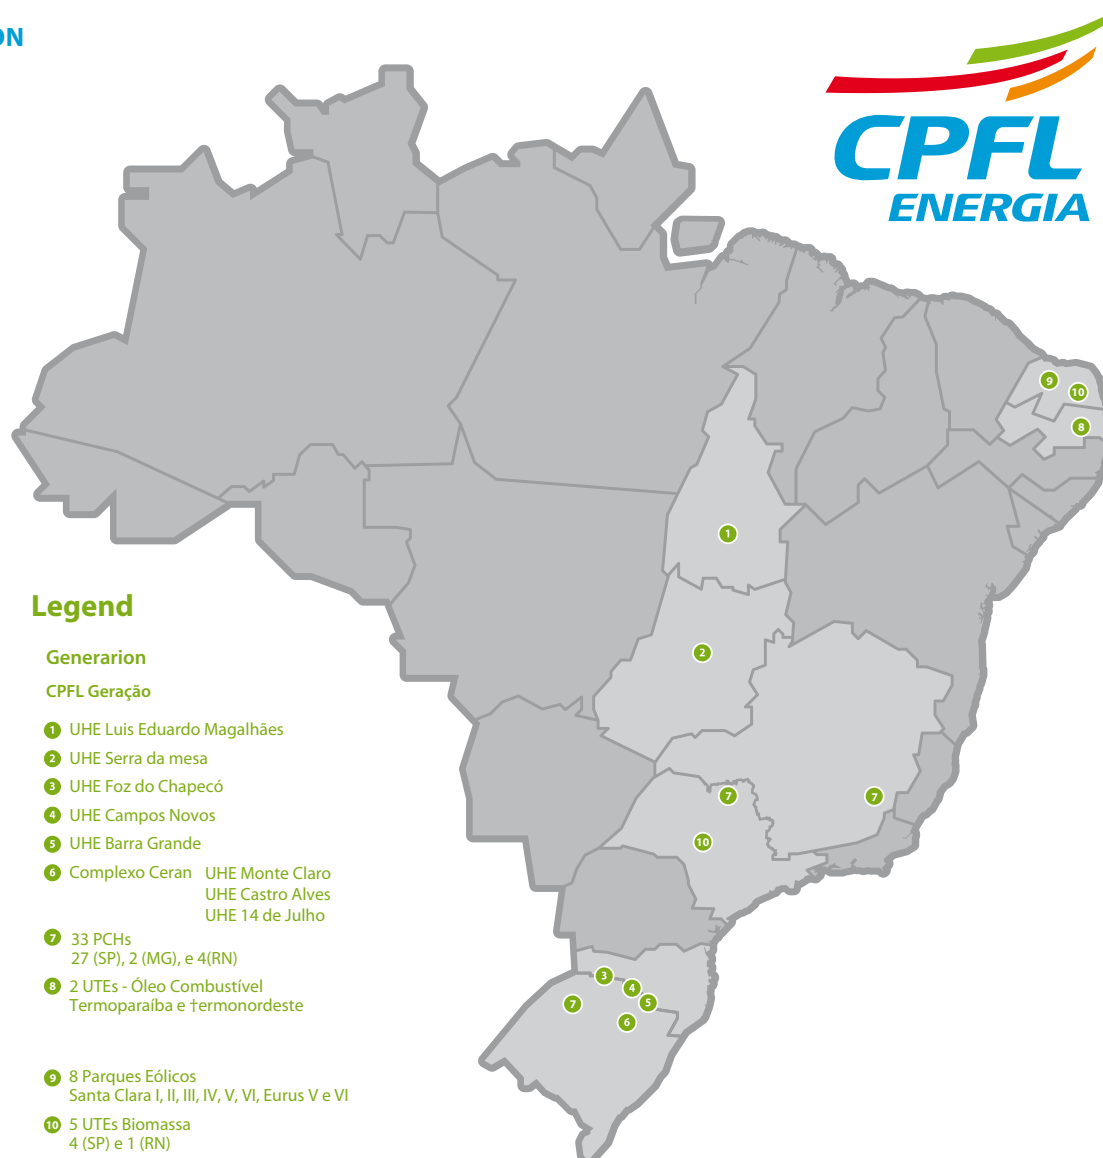 ON
CPFL
ENERGIA
9
10
8
1
2
7
7
10
3
4
7
5
6
Legend
Generarion
CPFL Geração
1 UHE Luis Eduardo Magalhães
2 UHE Serra da mesa
3 UHE Foz do Chapecó
4 UHE Campos Novos
5 UHE Barra Grande
6 Complexo Ceran UHE Monte Claro
UHE Castro Alves
UHE 14 de Julho
7 33 PCHs
27 (SP), 2 (MG), e 4(RN)
8 2 UTEs - Óleo Combustível
Termoparaíba e †ermonordeste
9 8 Parques Eólicos
Santa Clara I, II, III, IV, V, VI, Eurus V e VI
10 5 UTEs Biomassa
4 (SP) e 1 (RN)